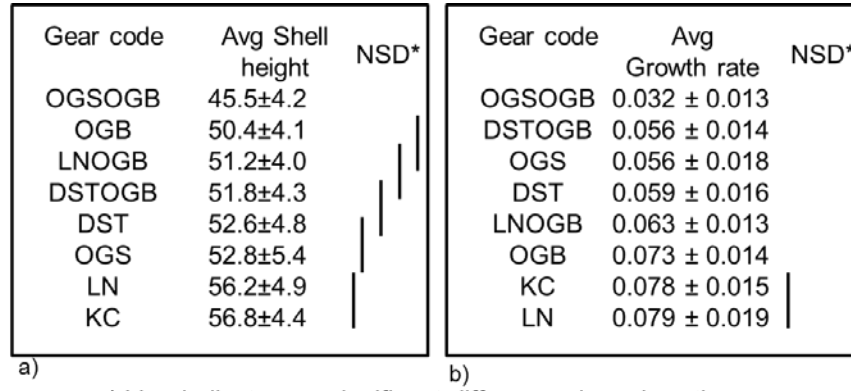 Gear code Avg Shell height NSD*
OGSOGB 45.5±4.2
OGB 50.4±4.1
LNOGB 51.2±4.0
DSTOGB 51.8±4.3
DST 52.6±4.8
OGS 52.8±5.4
LN 56.2±4.9
KC 56.8±4.4
a)
Gear code Avg Growth rate NSD*
OGSOGB 0.032 ± 0.013
DSTOGB 0.056 ± 0.014
OGS 0.056 ± 0.018
DST 0.059 ± 0.016
LNOGB 0.063 ± 0.013
OGB 0.073 ± 0.014
KC 0.078 ± 0.015
LN 0.079 ± 0.019
b)